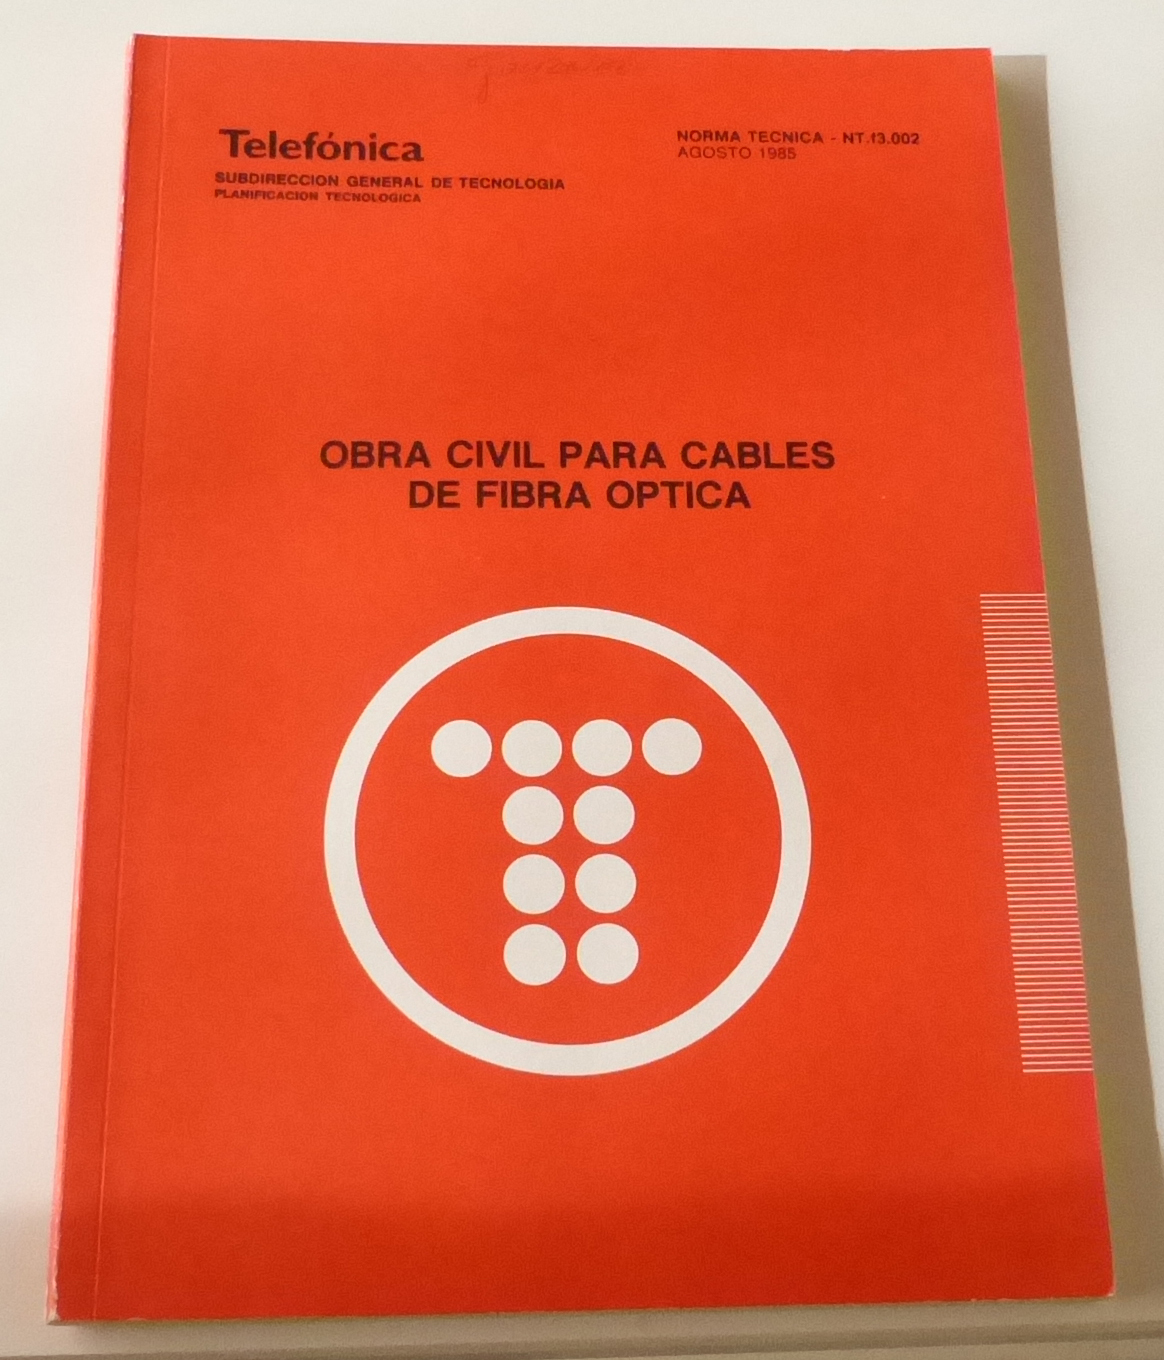 Telefónica
SUBDIRECCION GENERAL DE TECNOLOGIA
PLANIFICACION TECNOLOGICA
NORMA TECNICA - NT.f3.002
AGOSTO 1985
OBRA CIVIL PARA CABLES
DE FIBRA OPTICA